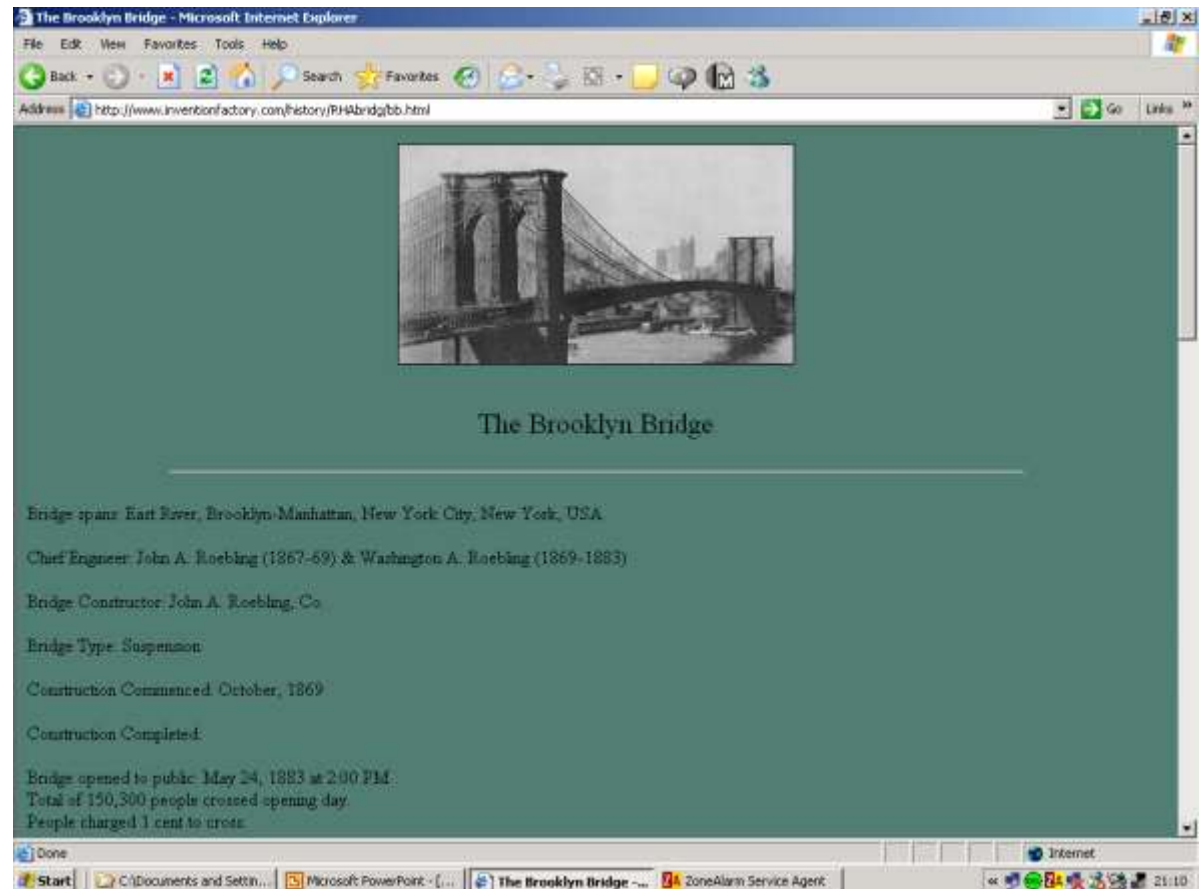 The Brooklyn Bridge - Microsoft Internet Explorer
File Edit View Favorites Tools Help
Back Search Favorites
Address http://www.inventionfactory.com/history/RHAbridg/bb.html Go Links »
The Brooklyn Bridge
Bridge spans: East River, Brooklyn-Manhattan, New York City, New York, USA
Chief Engineer: John A. Roebling (1867-69) & Washington A. Roebling (1869-1883)
Bridge Constructor: John A. Roebling, Co.
Bridge Type: Suspension
Construction Commenced: October, 1869
Construction Completed:
Bridge opened to public: May 24, 1883 at 2:00 PM
Total of 150,300 people crossed opening day.
People charged 1 cent to cross.
Done Internet
Start C:\Documents and Settin... Microsoft PowerPoint - [... The Brooklyn Bridge -... ZA ZoneAlarm Service Agent « ZA 21:10